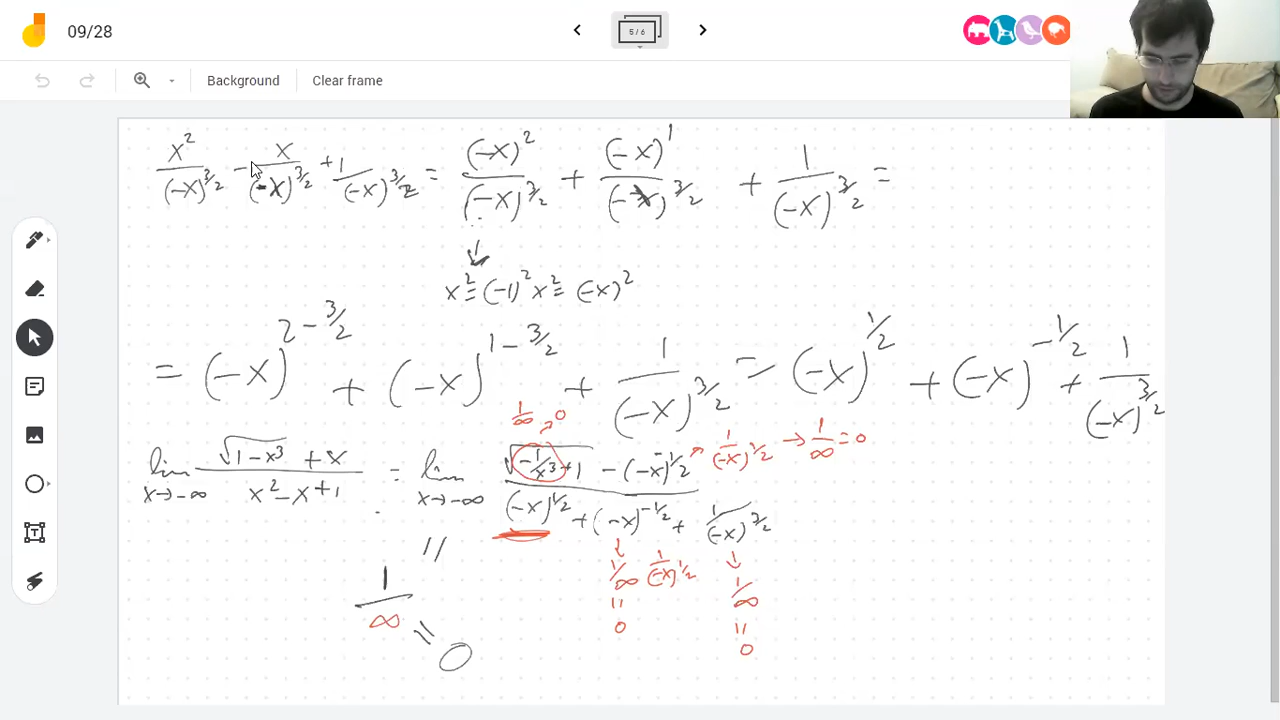 09/28
5/6
Background
Clear frame
x²/(-x)^3/2 - x/(-x)^3/2 + 1/(-x)^3/2 = (-x)²/(-x)^3/2 + (-x)^1/(-x)^3/2 + 1/(-x)^3/2 =
↓
x² = (-1)² x² = (-x)²
= (-x)^2-3/2 + (-x)^1-3/2 + 1/(-x)^3/2 = (-x)^1/2 + (-x)^-1/2 + 1/(-x)^3/2
1/∞ → 0
lim x→-∞ (√1-x³ + x)/(x²-x+1) = lim x→-∞ (√-1/x³+1 - (-x)^-1/2)/((-x)^1/2 + (-x)^-1/2 + 1/(-x)^3/2)
→ 1/(-x)^1/2 → 1/∞ = 0
↓ 1/∞ 1/(-x)^1/2
= 0
↓ 1/∞
= 0
= 1/∞ = 0